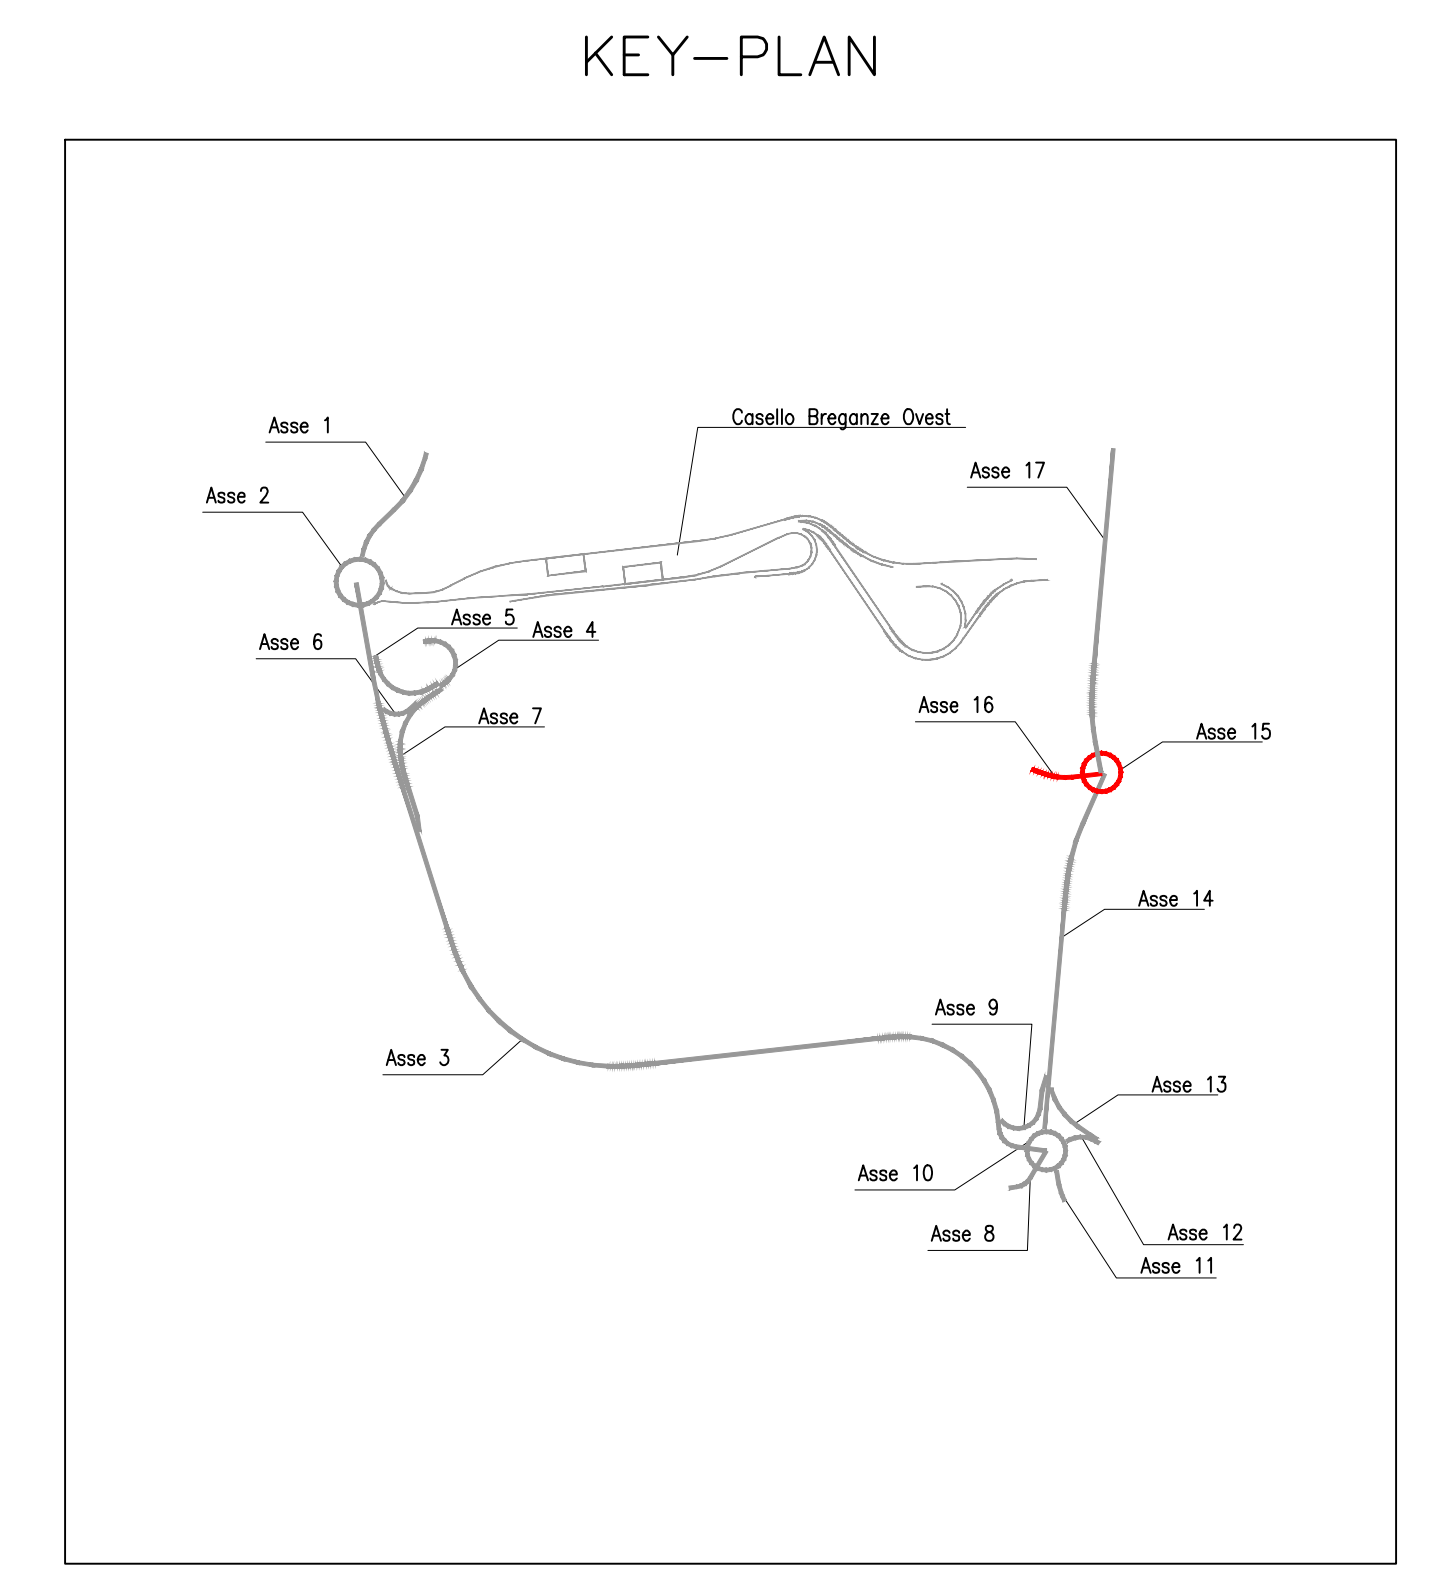 KEY-PLAN
Casello Breganze Ovest
Asse 1
Asse 17
Asse 2
Asse 5
Asse 4
Asse 6
Asse 16
Asse 7
Asse 15
Asse 14
Asse 9
Asse 3
Asse 13
Asse 10
Asse 8
Asse 12
Asse 11